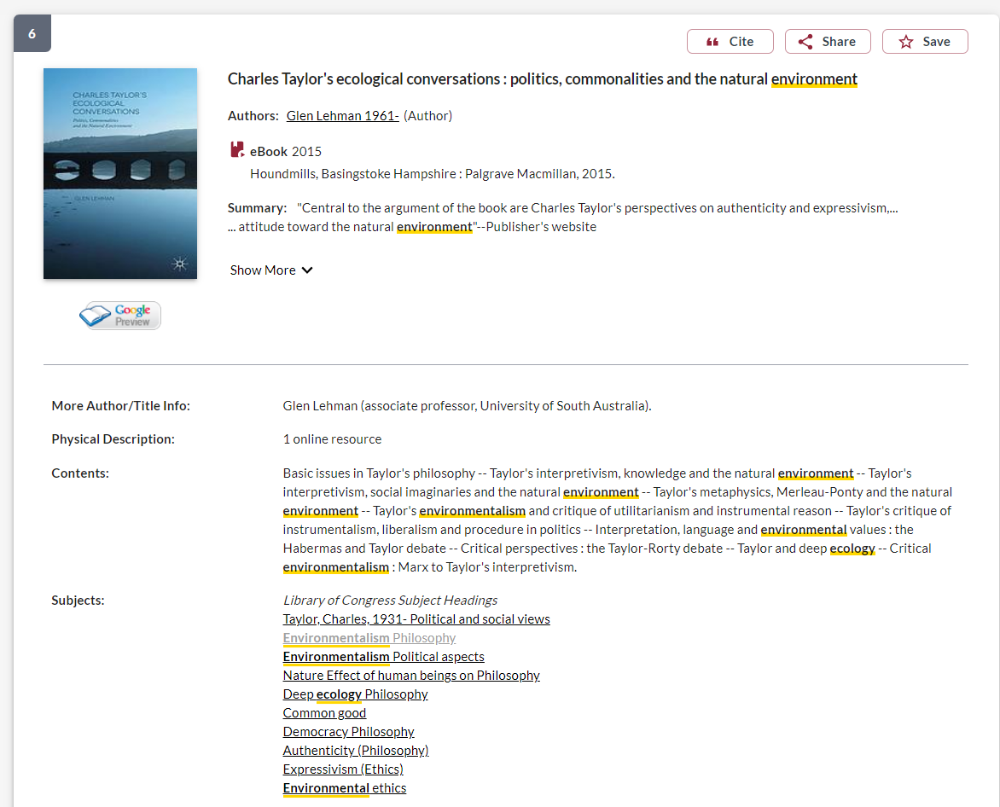 6
Cite
Share
Save
CHARLES TAYLOR'S
ECOLOGICAL
CONVERSATIONS
Politics, Commonalities
and the Natural Environment
GLEN LEHMAN
Google
Preview
Charles Taylor's ecological conversations : politics, commonalities and the natural environment
Authors: Glen Lehman 1961- (Author)
eBook 2015
Houndmills, Basingstoke Hampshire : Palgrave Macmillan, 2015.
Summary: "Central to the argument of the book are Charles Taylor's perspectives on authenticity and expressivism,...
... attitude toward the natural environment"--Publisher's website
Show More
More Author/Title Info: Glen Lehman (associate professor, University of South Australia).
Physical Description: 1 online resource
Contents: Basic issues in Taylor's philosophy -- Taylor's interpretivism, knowledge and the natural environment -- Taylor's
interpretivism, social imaginaries and the natural environment -- Taylor's metaphysics, Merleau-Ponty and the natural
environment -- Taylor's environmentalism and critique of utilitarianism and instrumental reason -- Taylor's critique of
instrumentalism, liberalism and procedure in politics -- Interpretation, language and environmental values : the
Habermas and Taylor debate -- Critical perspectives : the Taylor-Rorty debate -- Taylor and deep ecology -- Critical
environmentalism : Marx to Taylor's interpretivism.
Subjects: Library of Congress Subject Headings
Taylor, Charles, 1931- Political and social views
Environmentalism Philosophy
Environmentalism Political aspects
Nature Effect of human beings on Philosophy
Deep ecology Philosophy
Common good
Democracy Philosophy
Authenticity (Philosophy)
Expressivism (Ethics)
Environmental ethics